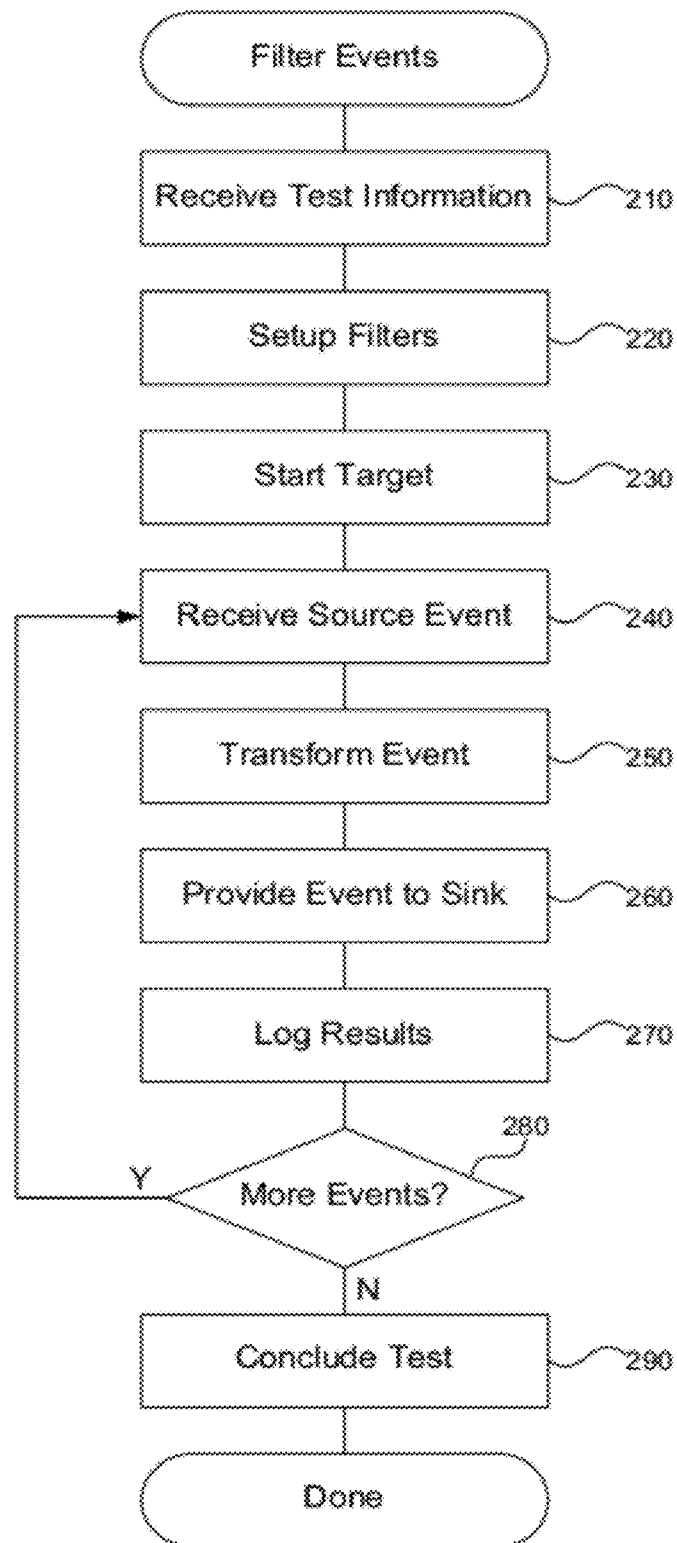 Filter Events
Receive Test Information
210
Setup Filters
220
Start Target
230
Receive Source Event
240
Transform Event
250
Provide Event to Sink
260
Log Results
270
280
Y
More Events?
N
Conclude Test
290
Done